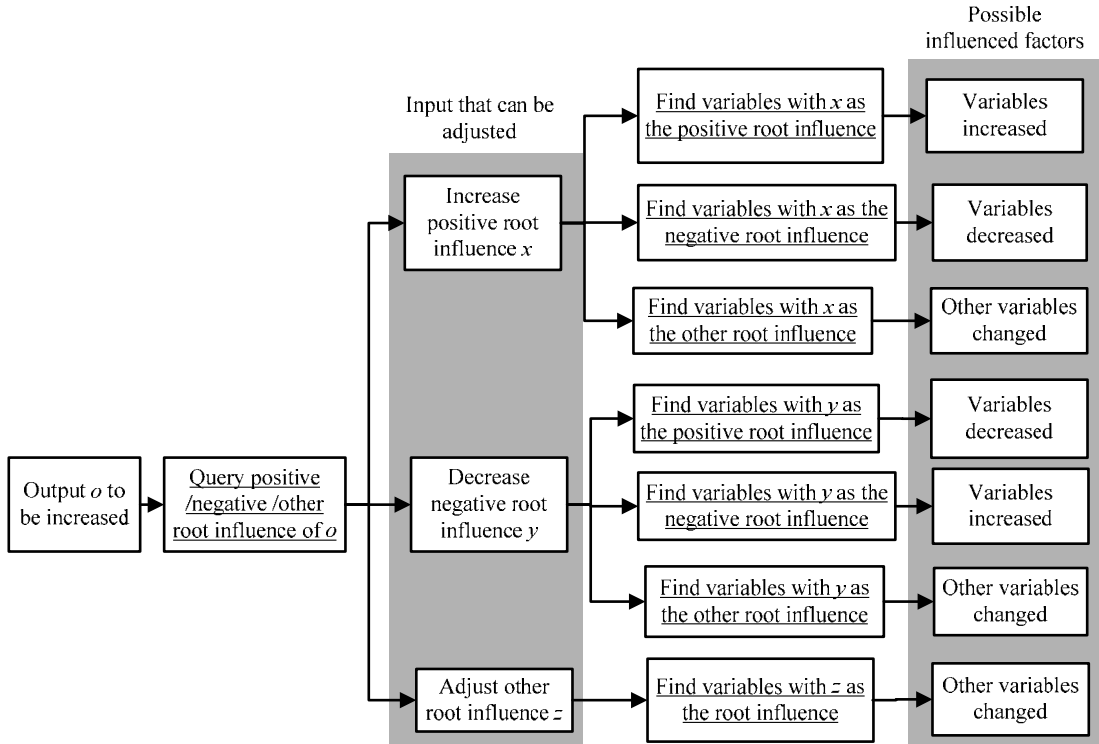 Possible
influenced factors
Input that can be
adjusted
Find variables with x as
the positive root influence
Variables
increased
Increase
positive root
influence x
Find variables with x as the
negative root influence
Variables
decreased
Find variables with x as
the other root influence
Other variables
changed
Find variables with y as
the positive root influence
Variables
decreased
Output o to
be increased
Query positive
/negative /other
root influence of o
Decrease
negative root
influence y
Find variables with y as the
negative root influence
Variables
increased
Find variables with y as
the other root influence
Other variables
changed
Adjust other
root influence z
Find variables with z as
the root influence
Other variables
changed